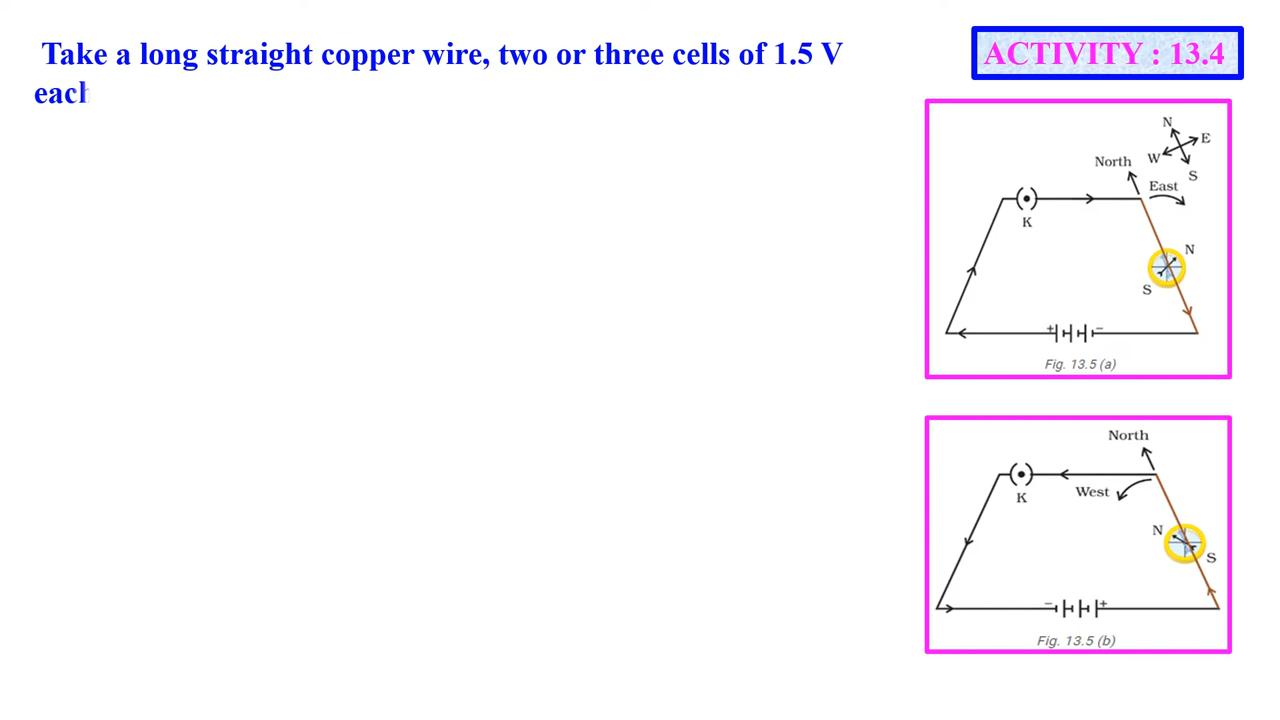 Take a long straight copper wire, two or three cells of 1.5 V
each
ACTIVITY : 13.4
N
E
W
S
North
East
K
N
S
+
−
Fig. 13.5 (a)
North
West
K
N
S
−
+
Fig. 13.5 (b)